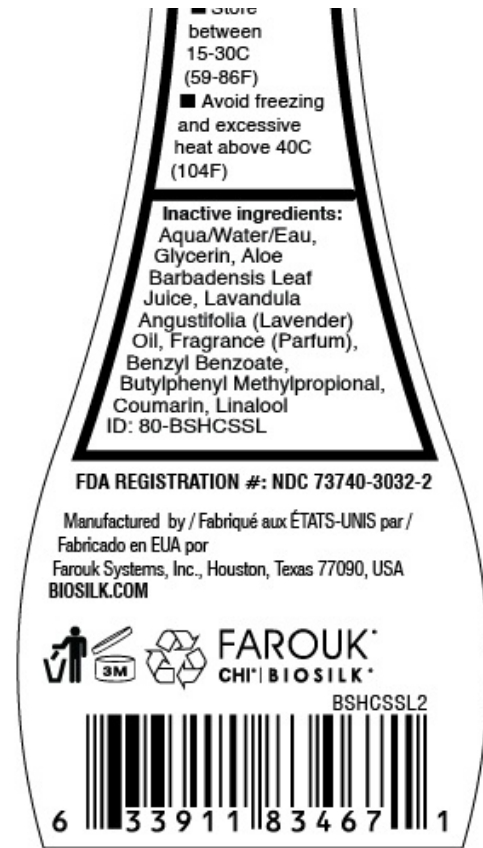 ■ Store
between
15-30C
(59-86F)
■ Avoid freezing
and excessive
heat above 40C
(104F)
Inactive ingredients:
Aqua/Water/Eau,
Glycerin, Aloe
Barbadensis Leaf
Juice, Lavandula
Angustifolia (Lavender)
Oil, Fragrance (Parfum),
Benzyl Benzoate,
Butylphenyl Methylpropional,
Coumarin, Linalool
ID: 80-BSHCSSL
FDA REGISTRATION #: NDC 73740-3032-2
Manufactured by / Fabriqué aux ÉTATS-UNIS par /
Fabricado en EUA por
Farouk Systems, Inc., Houston, Texas 77090, USA
BIOSILK.COM
3M
FAROUK
CHI | BIOSILK
BSHCSSL2
6 33911 83467 1